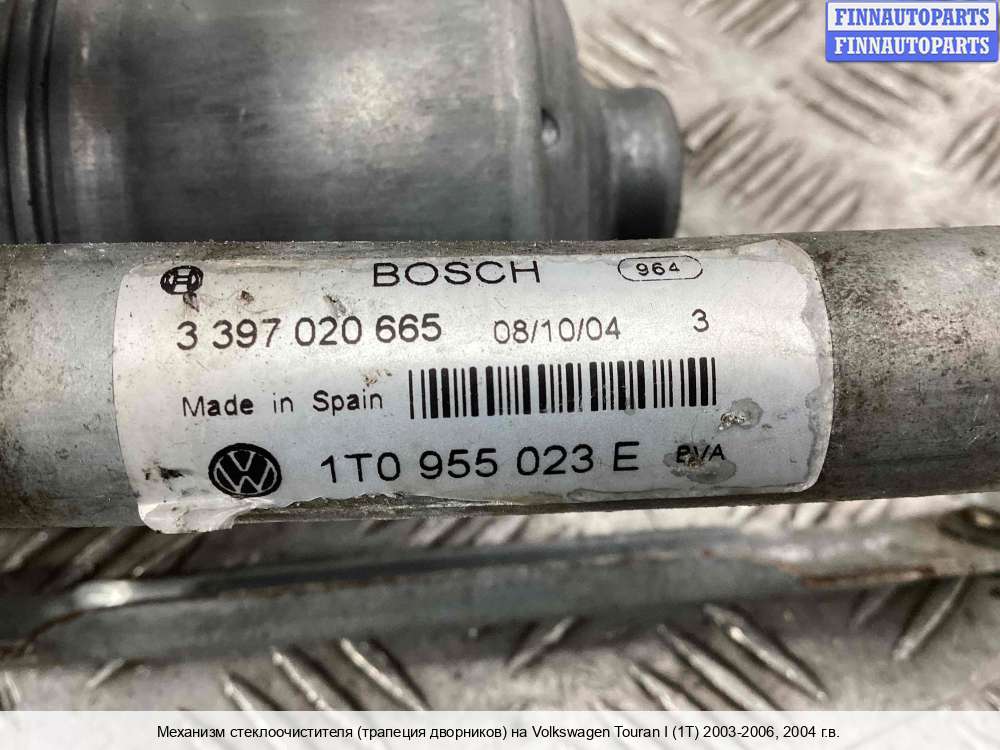 FINNAUTOPARTS
FINNAUTOPARTS
BOSCH 964
3 397 020 665 08/10/04 3
Made in Spain
1T0 955 023 E
Механизм стеклоочистителя (трапеция дворников) на Volkswagen Touran I (1T) 2003-2006, 2004 г.в.